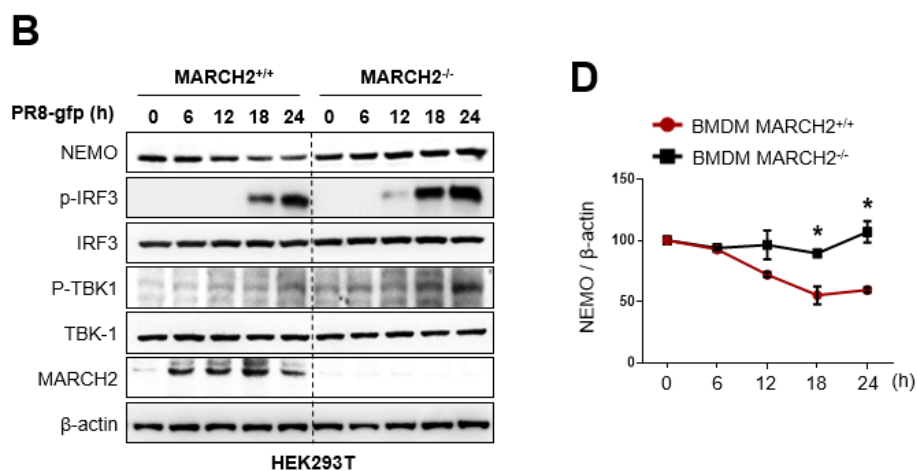 B
MARCH2+/+ MARCH2-/-
PR8-gfp (h) 0 6 12 18 24 0 6 12 18 24
NEMO
p-IRF3
IRF3
P-TBK1
TBK-1
MARCH2
β-actin
HEK293T
D
BMDM MARCH2+/+
BMDM MARCH2-/-
NEMO / β-actin
150
100
50
0
* *
0 6 12 18 24 (h)